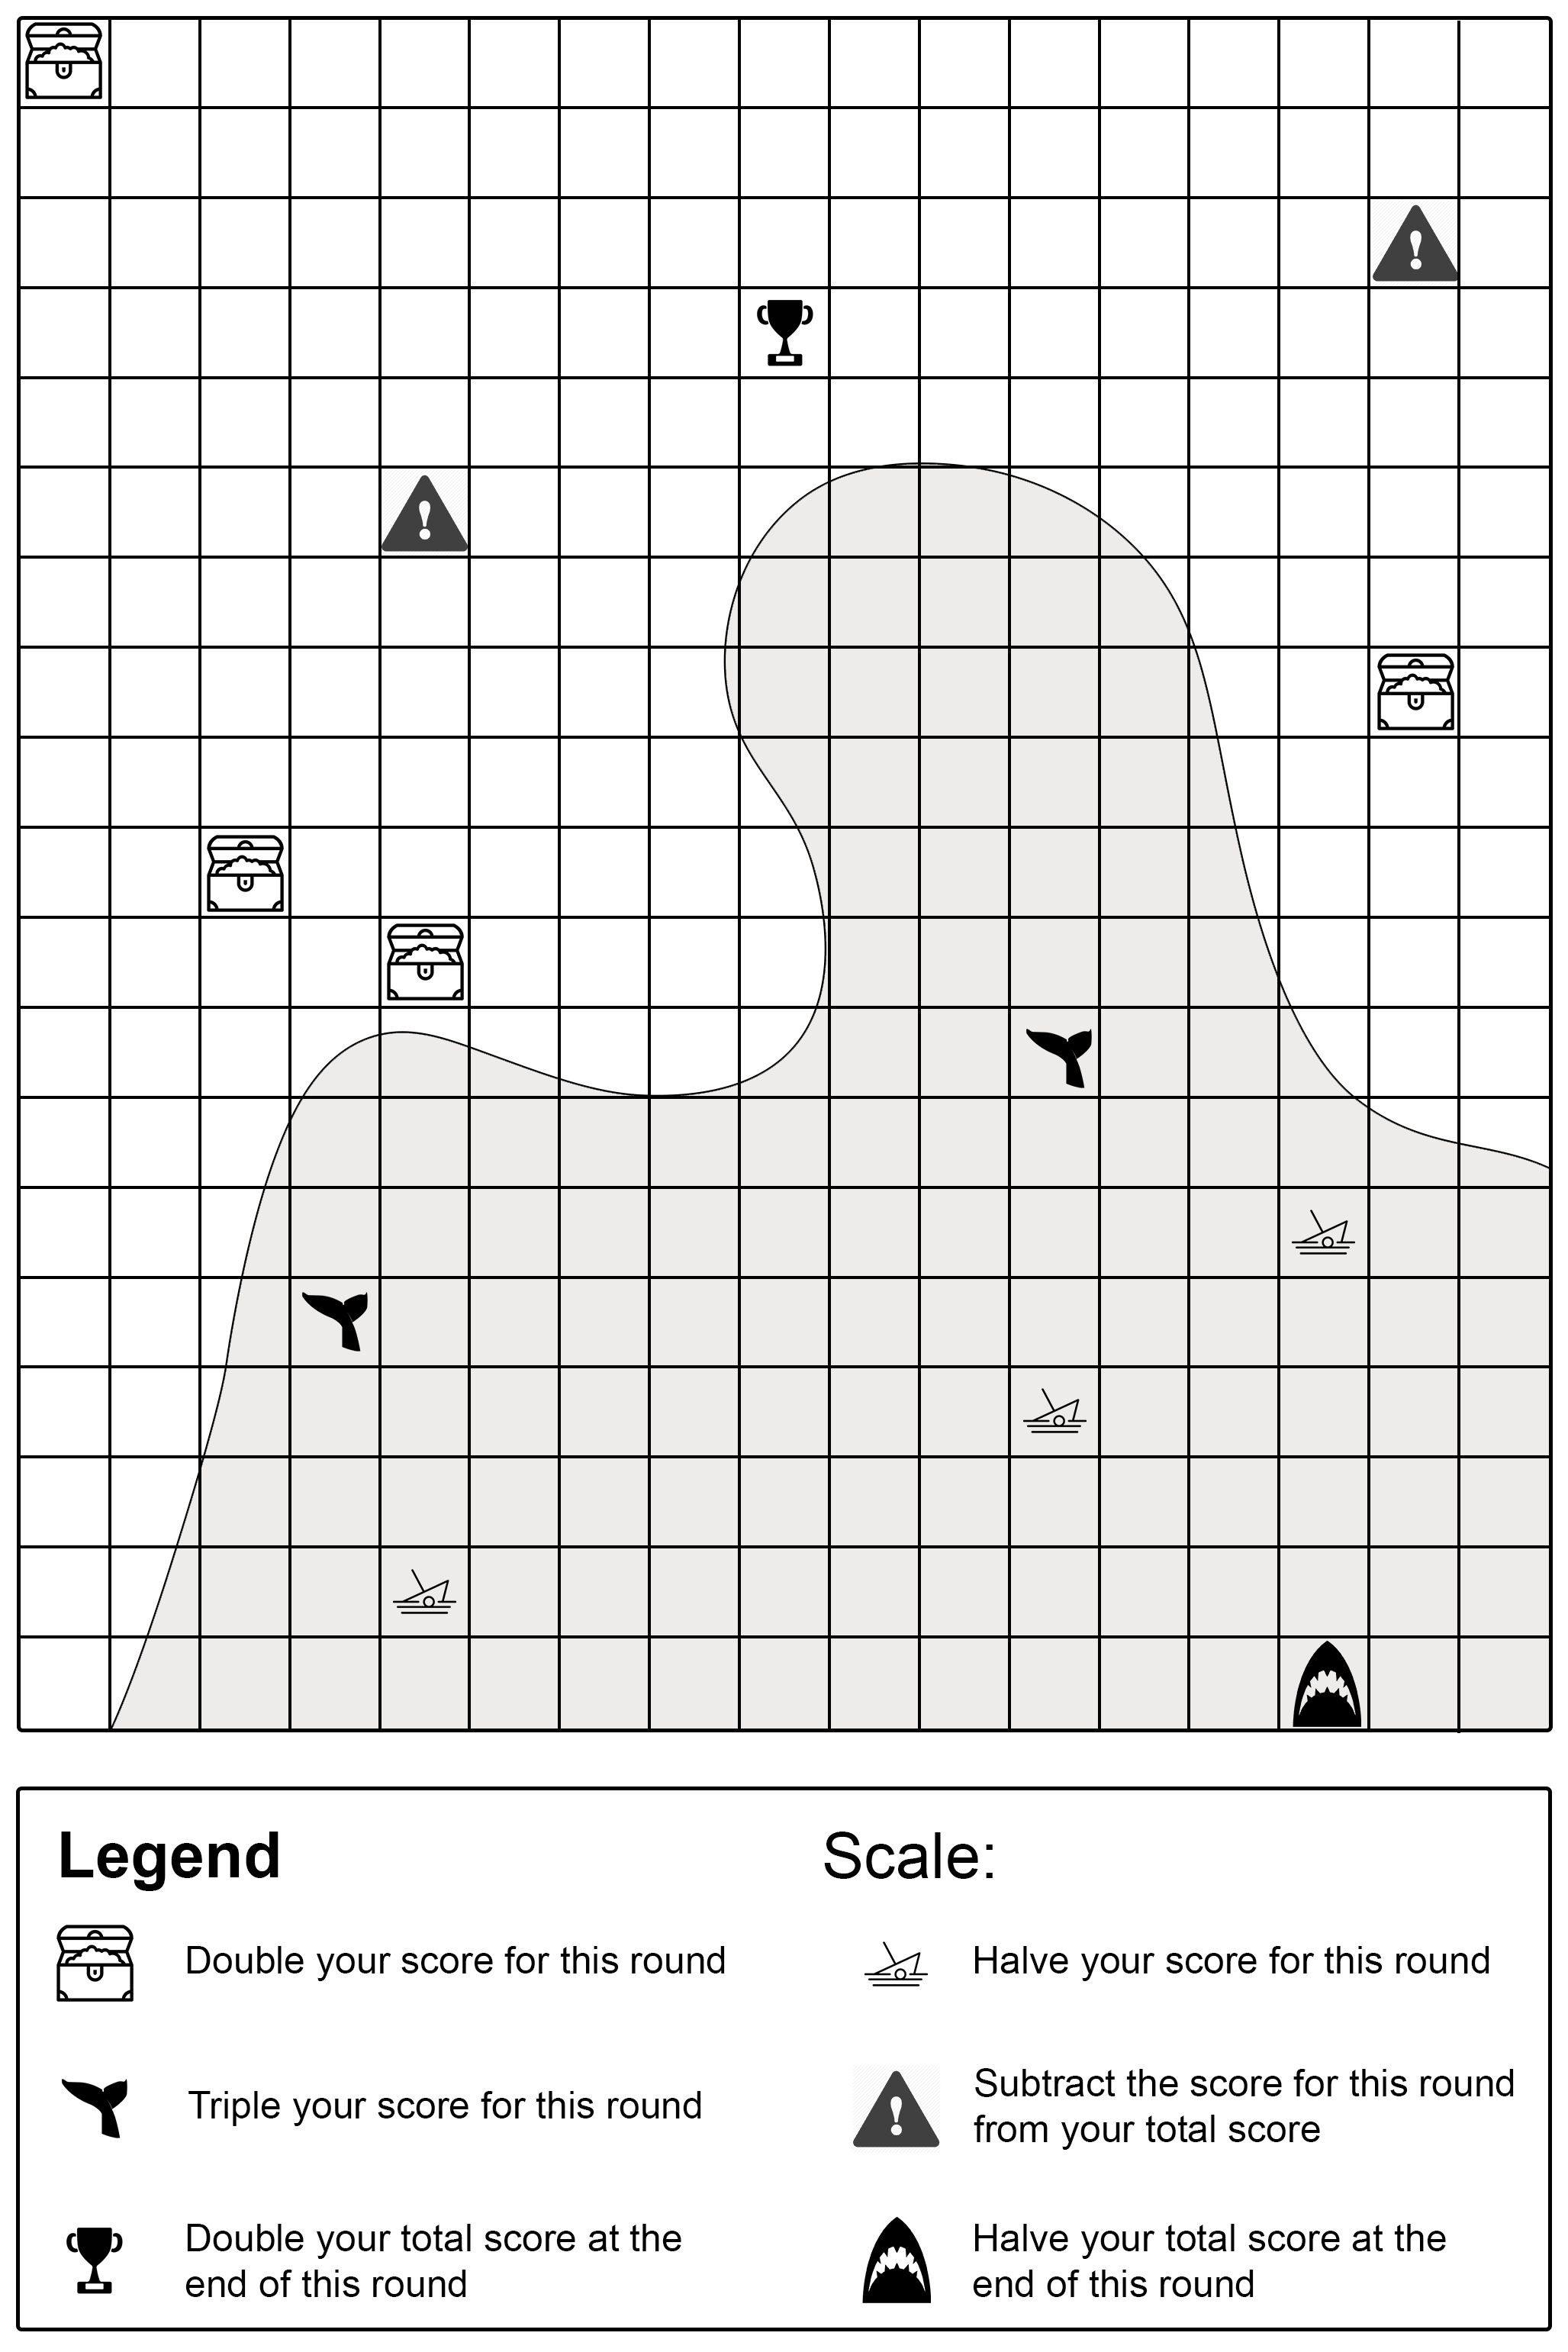 Legend
Scale:
Double your score for this round
Halve your score for this round
Triple your score for this round
Subtract the score for this round
from your total score
Double your total score at the
end of this round
Halve your total score at the
end of this round